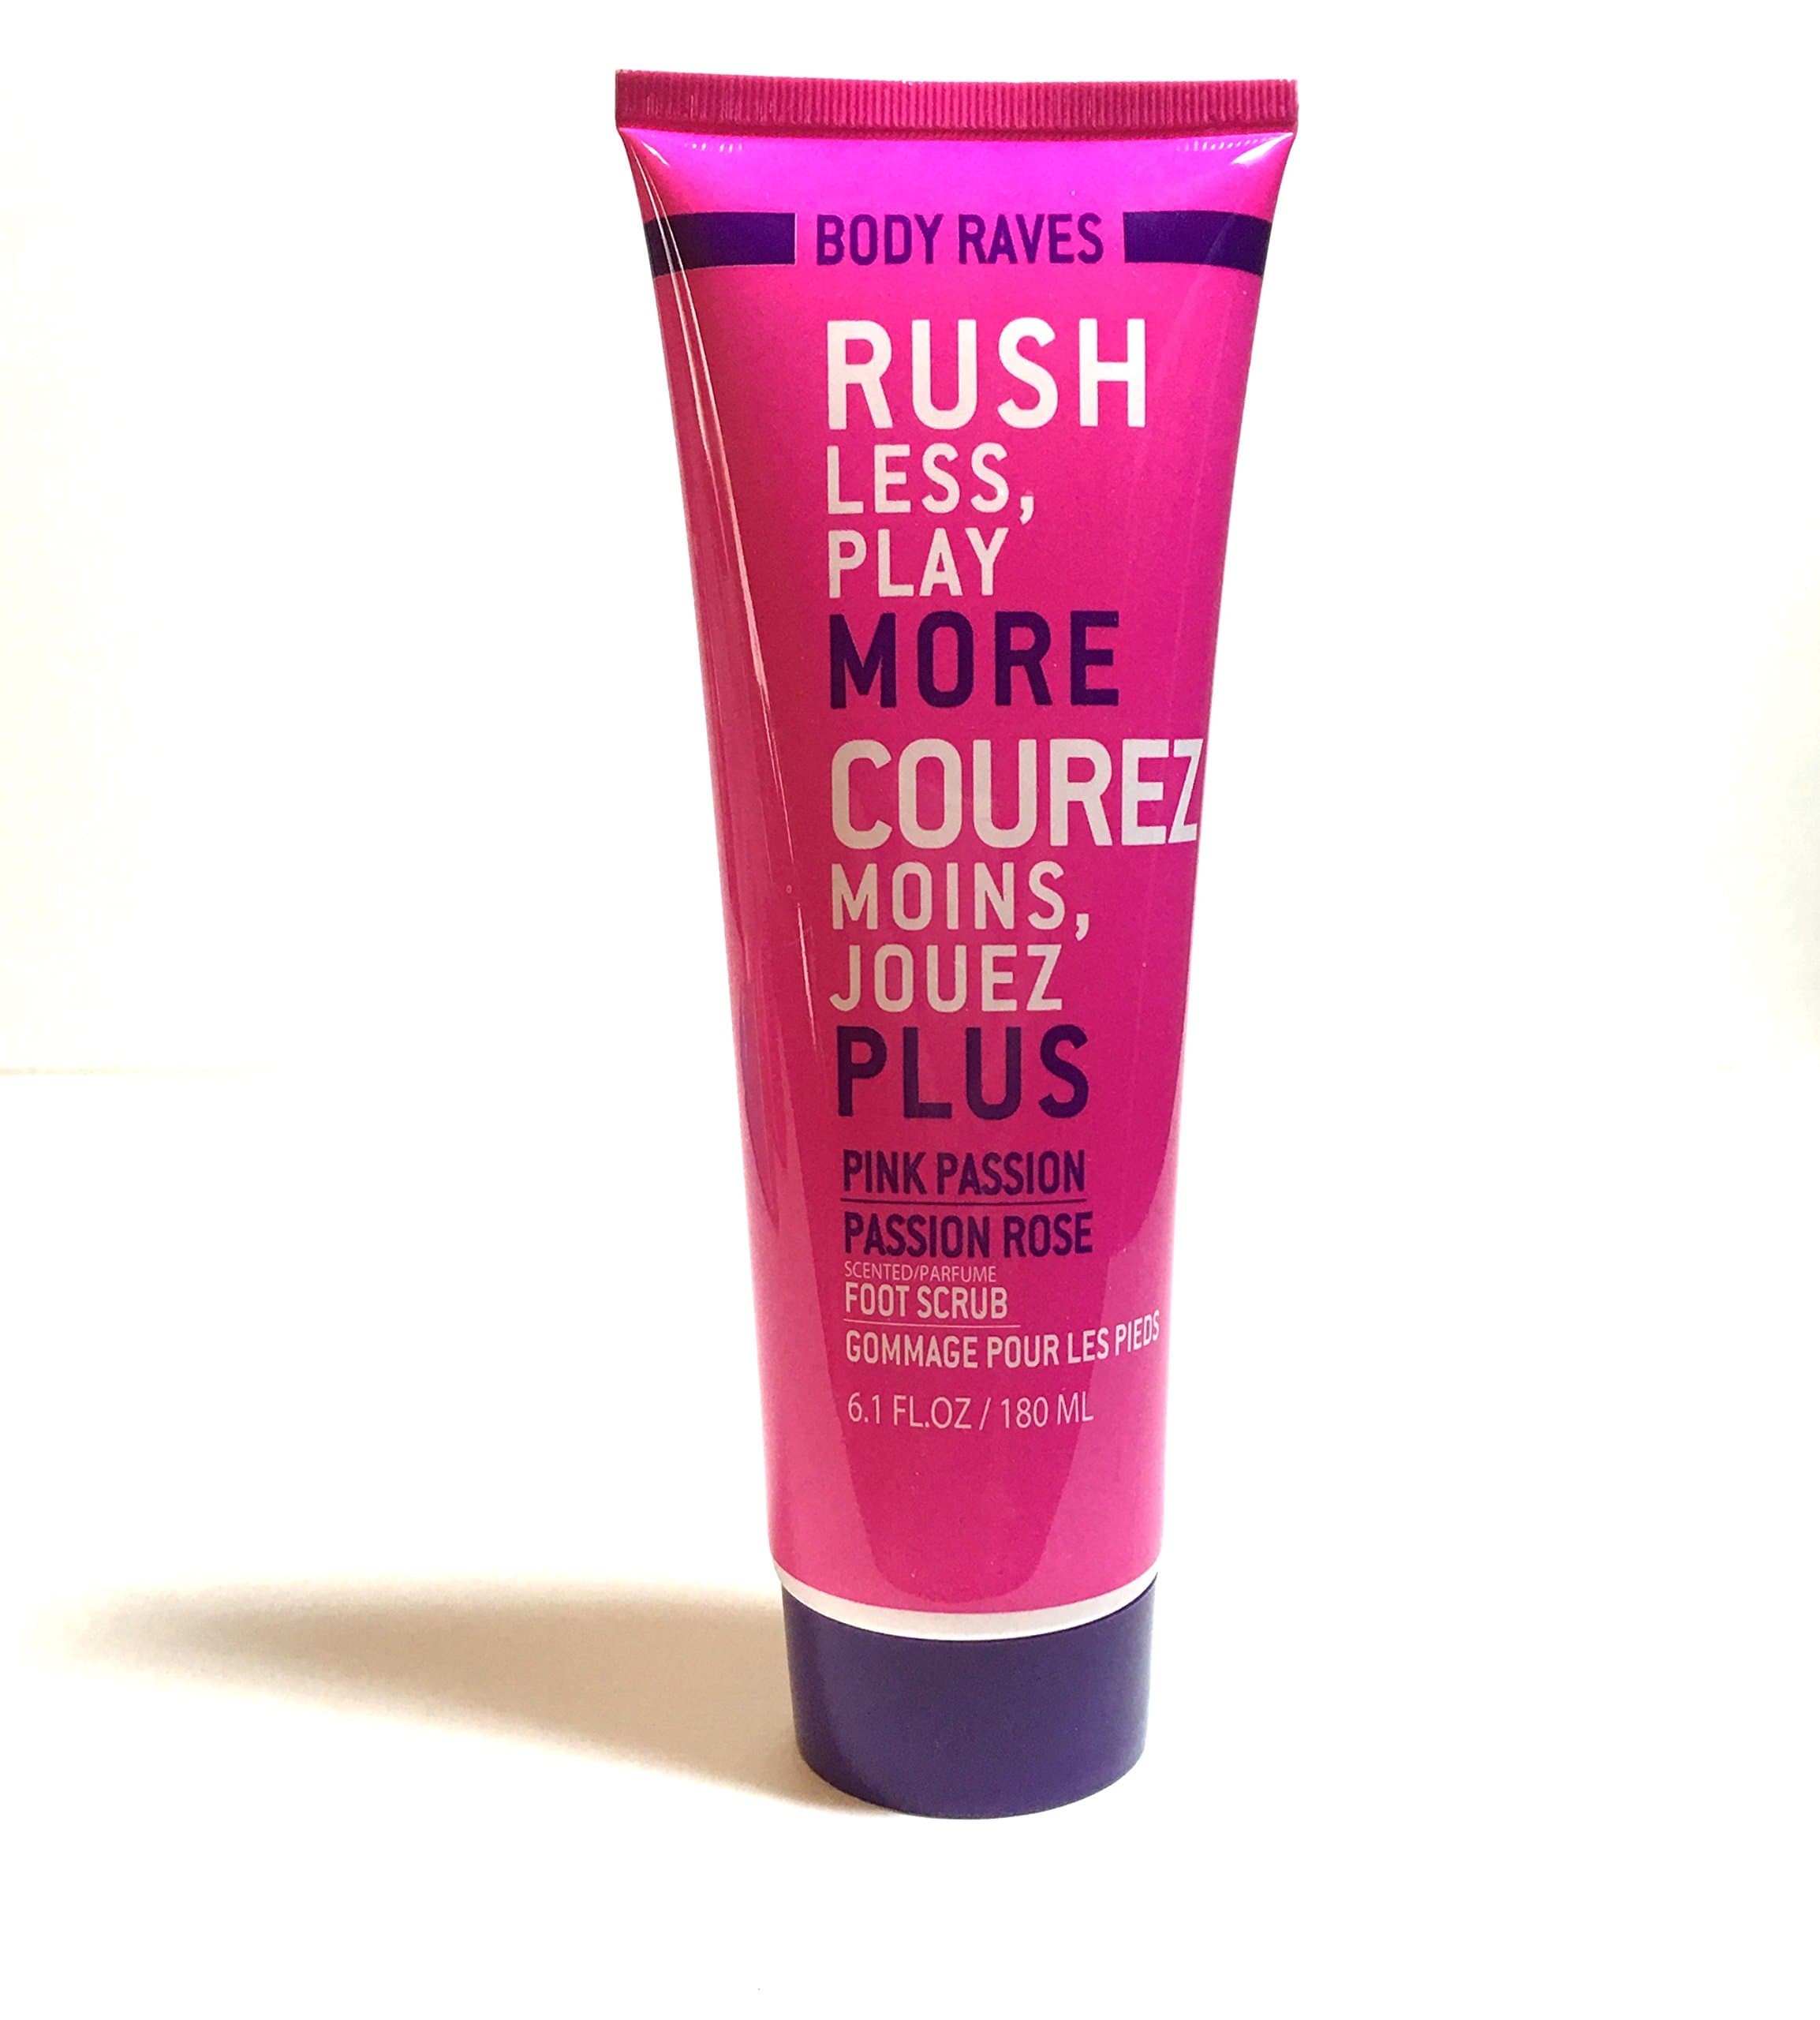 BODY RAVES
RUSH
LESS,
PLAY
MORE
COUREZ
MOINS,
JOUEZ
PLUS
PINK PASSION
PASSION ROSE
SCENTED/PARFUME
FOOT SCRUB
GOMMAGE POUR LES PIEDS
6.1 FL.OZ / 180 ML